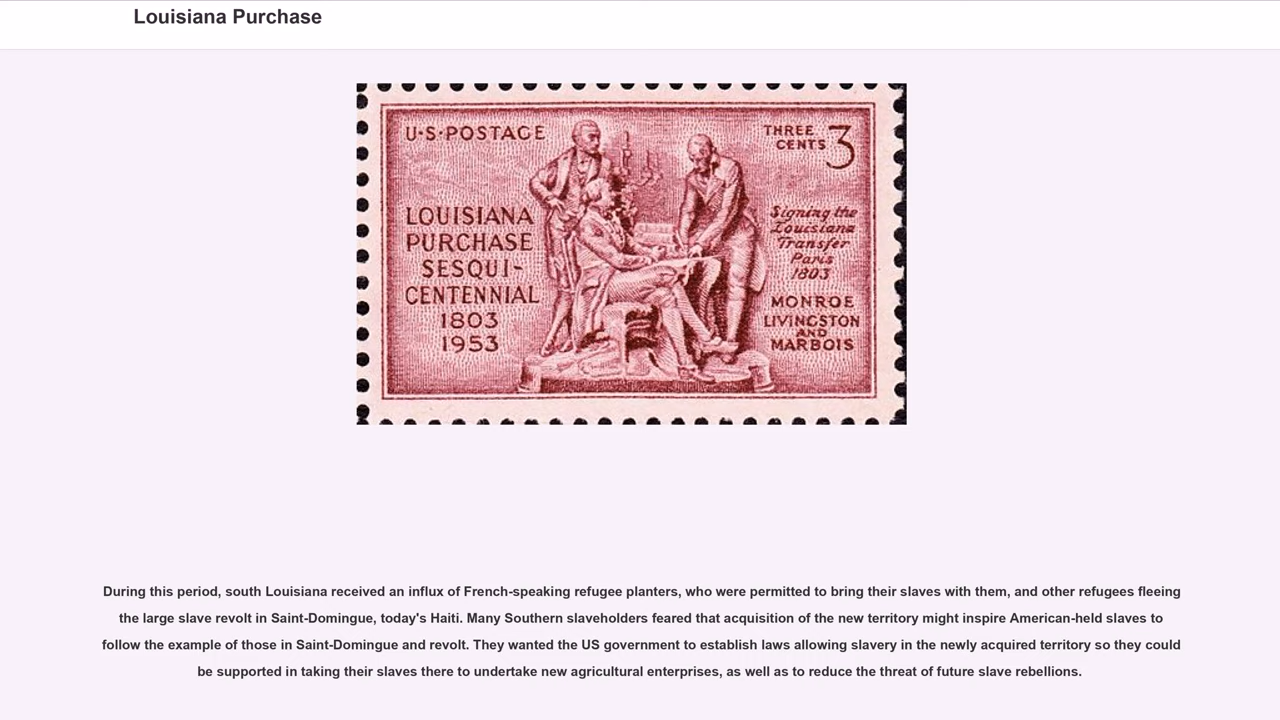 Louisiana Purchase
U·S·POSTAGE
THREE
CENTS 3
LOUISIANA
PURCHASE
SESQUI-
CENTENNIAL
1803
1953
Signing the
Louisiana
Transfer
Paris
1803
MONROE
LIVINGSTON
AND
MARBOIS
During this period, south Louisiana received an influx of French-speaking refugee planters, who were permitted to bring their slaves with them, and other refugees fleeing
the large slave revolt in Saint-Domingue, today's Haiti. Many Southern slaveholders feared that acquisition of the new territory might inspire American-held slaves to
follow the example of those in Saint-Domingue and revolt. They wanted the US government to establish laws allowing slavery in the newly acquired territory so they could
be supported in taking their slaves there to undertake new agricultural enterprises, as well as to reduce the threat of future slave rebellions.